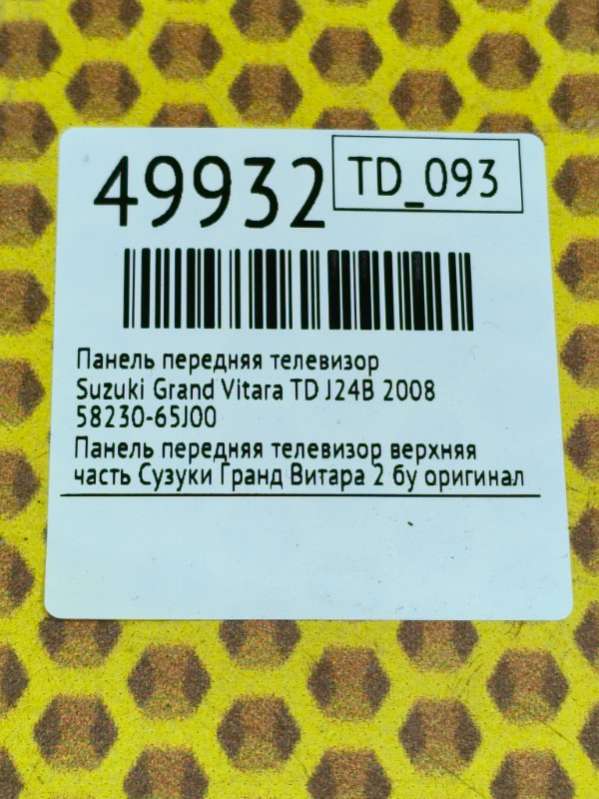 49932
TD_093
Панель передняя телевизор
Suzuki Grand Vitara TD J24B 2008
58230-65J00
Панель передняя телевизор верхняя
часть Сузуки Гранд Витара 2 бу оригинал